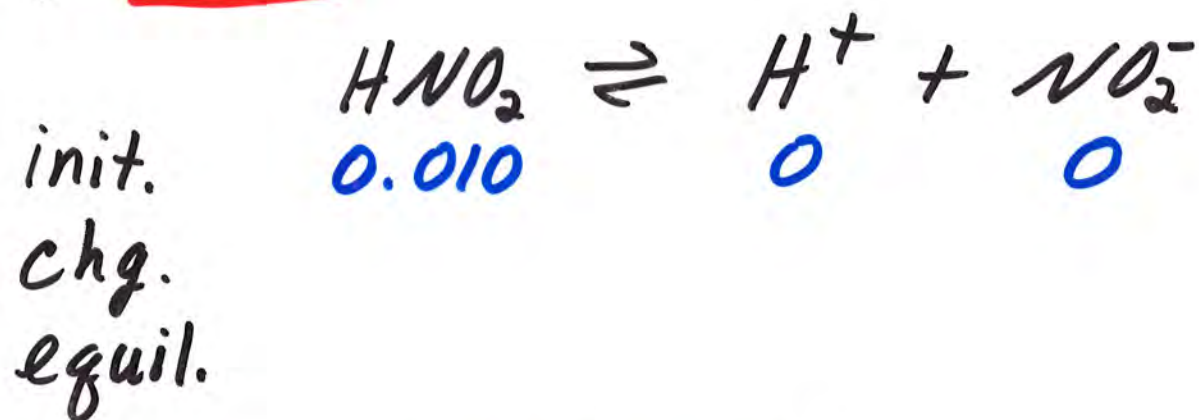 HNO₂ ⇌ H⁺ + NO₂⁻
init. 0.010 0 0
chg.
equil.